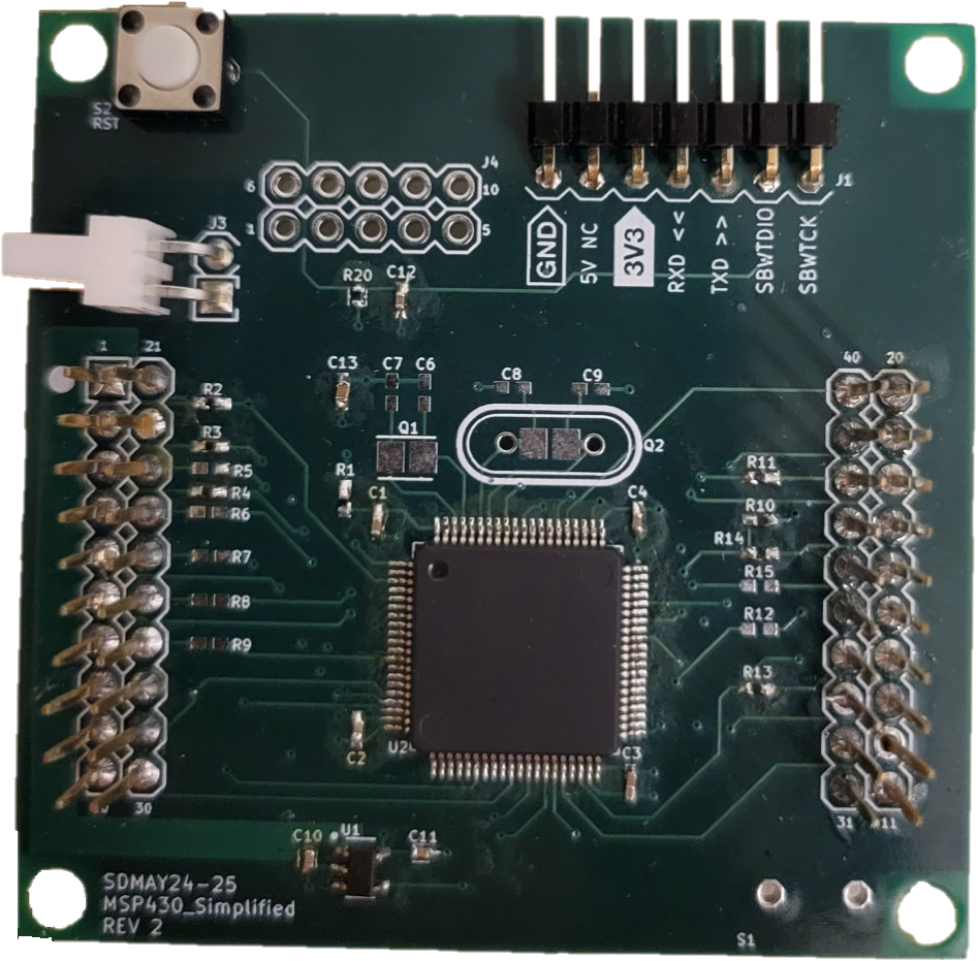 S2
RST
J4
6
10
1
5
J3
J1
GND
5V NC
3V3
RXD < <
TXD > >
SBWTDIO
SBWTCK
R20
C12
1
21
40
20
C13
C7
C6
C8
C9
R2
Q1
Q2
R3
R5
R1
R11
R4
C1
C4
R6
R10
R14
R7
R15
R8
R12
R9
R13
C2
C3
30
31
11
C10
U1
C11
SDMAY24-25
MSP430_Simplified
REV 2
S1